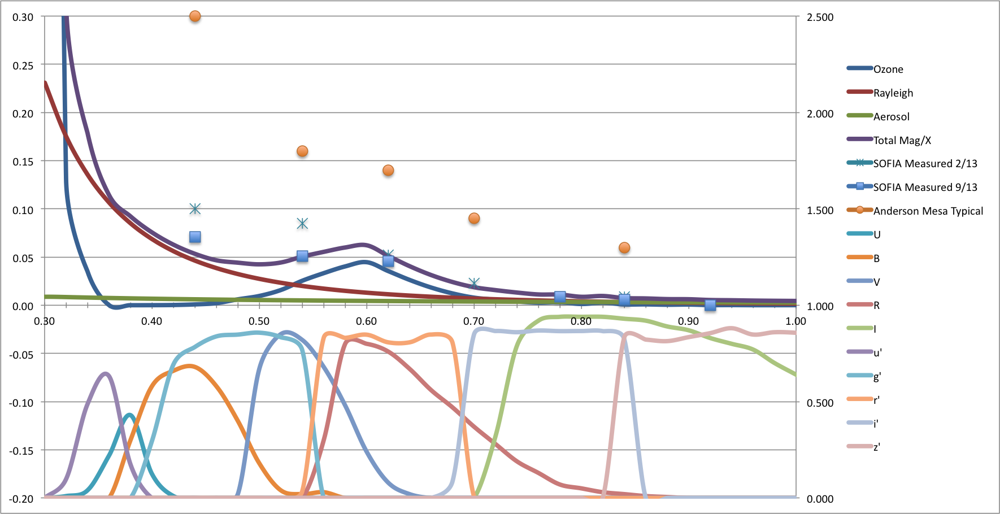 0.30
0.25
0.20
0.15
0.10
0.05
0.00
-0.05
-0.10
-0.15
-0.20
0.30 0.40 0.50 0.60 0.70 0.80 0.90 1.00
2.500
2.000
1.500
1.000
0.500
0.000
Ozone
Rayleigh
Aerosol
Total Mag/X
SOFIA Measured 2/13
SOFIA Measured 9/13
Anderson Mesa Typical
U
B
V
R
I
u'
g'
r'
i'
z'